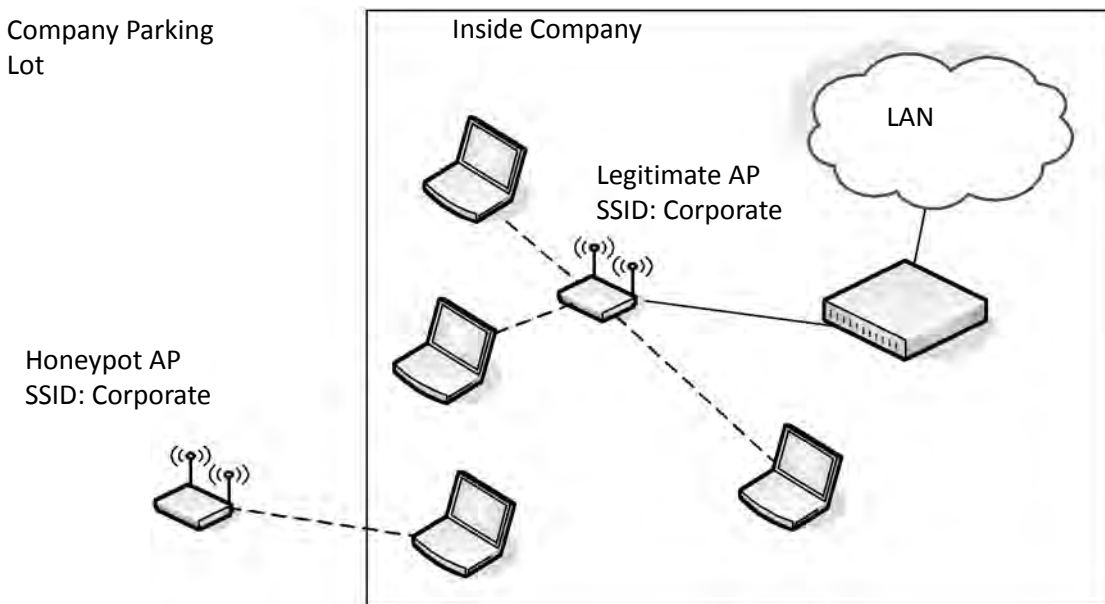 Company Parking
Lot
Inside Company
LAN
Legitimate AP
SSID: Corporate
Honeypot AP
SSID: Corporate